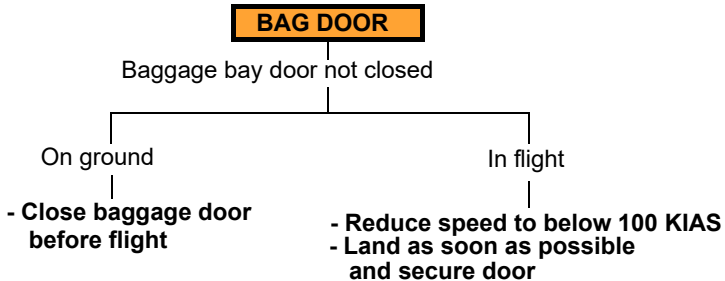 BAG DOOR
Baggage bay door not closed
On ground
- Close baggage door
before flight
In flight
- Reduce speed to below 100 KIAS
- Land as soon as possible
and secure door